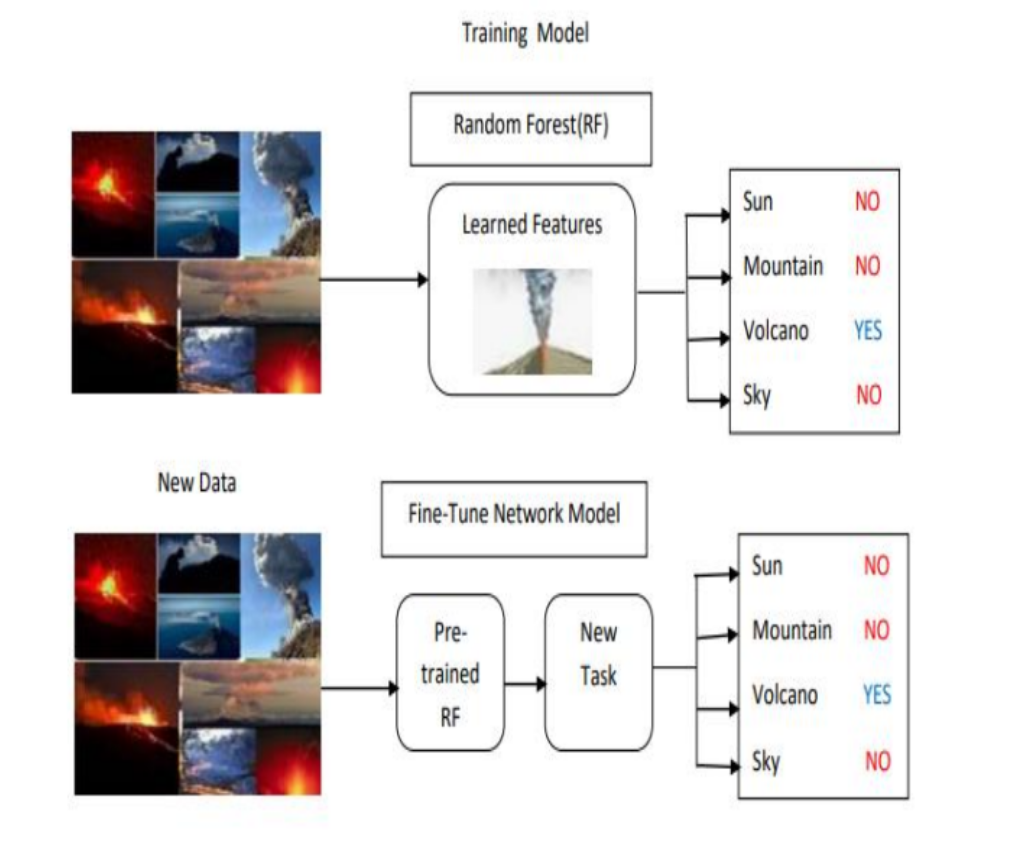 Training Model
Random Forest(RF)
Learned Features
Sun NO
Mountain NO
Volcano YES
Sky NO
New Data
Fine-Tune Network Model
Pre-
trained
RF
New
Task
Sun NO
Mountain NO
Volcano YES
Sky NO